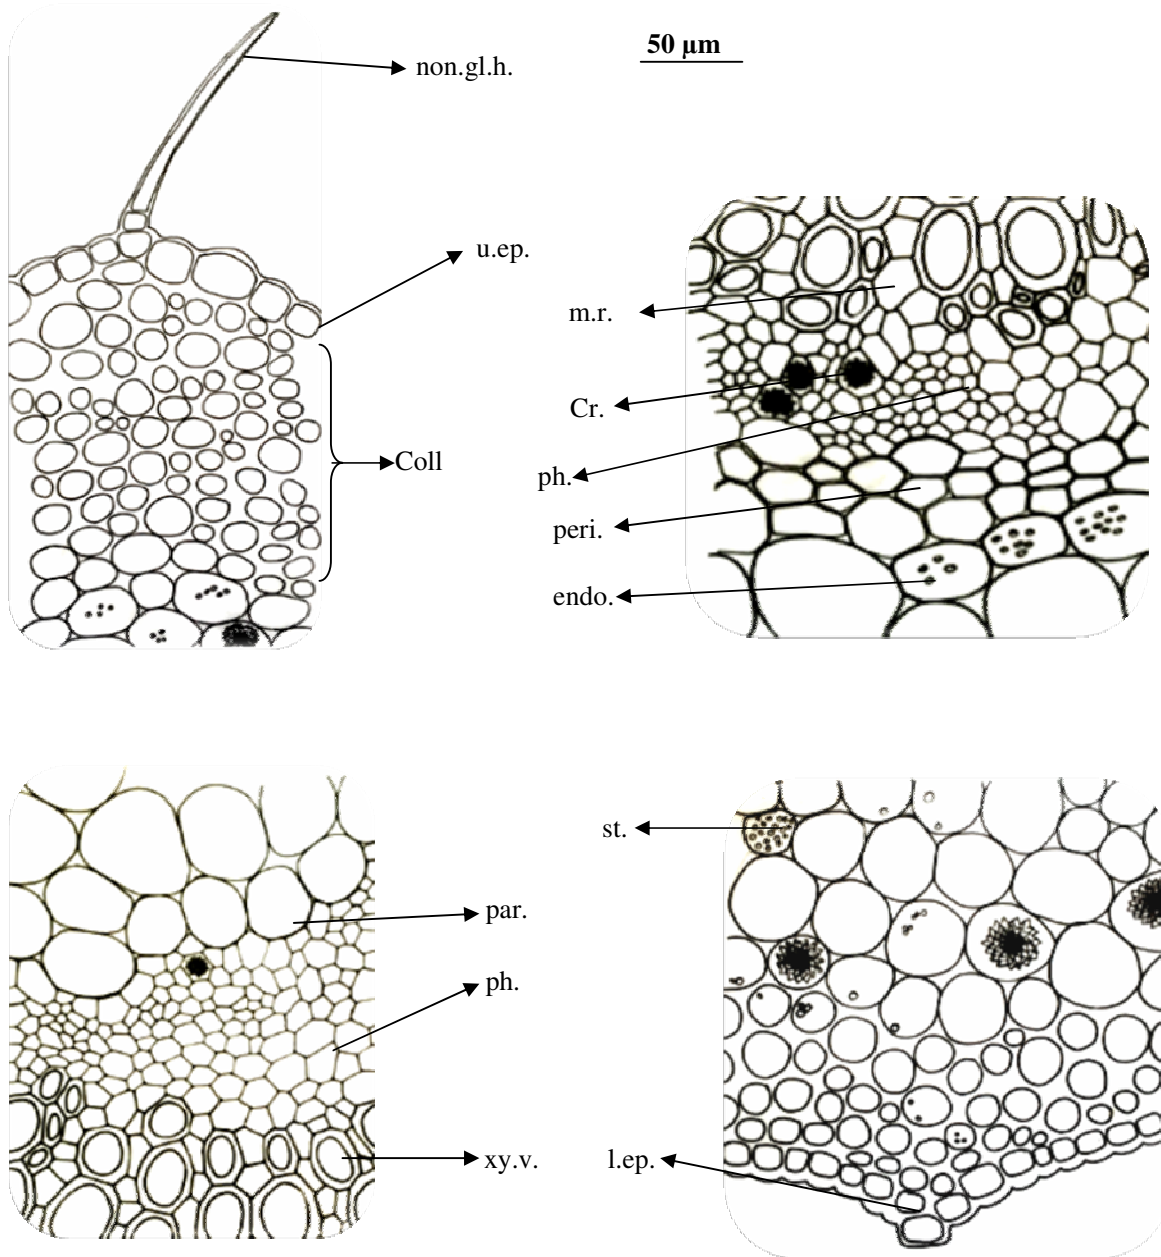 50 µm
non.gl.h.
u.ep.
Coll
m.r.
Cr.
ph.
peri.
endo.
par.
ph.
xy.v.
st.
l.ep.